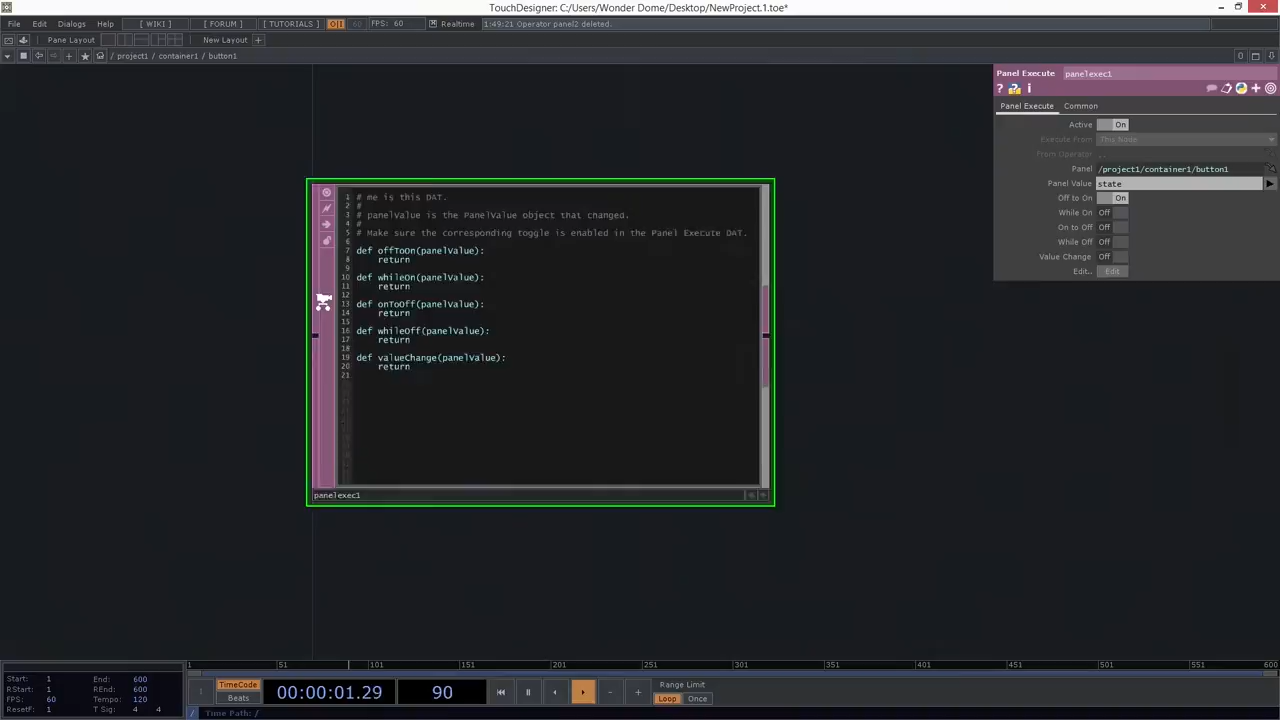 TouchDesigner: C:/Users/Wonder Dome/Desktop/NewProject.1.toe*
File Edit Dialogs Help [ WIKI ] [ FORUM ] [ TUTORIALS ] O|I 60 FPS: 60 Realtime 1:49:21 Operator panel2 deleted.
Pane Layout New Layout +
/ project1 / container1 / button1
Panel Execute panelexec1
Panel Execute Common
Active On
Execute From This Node
From Operator ..
Panel /project1/container1/button1
Panel Value state
Off to On On
While On Off
On to Off Off
While Off Off
Value Change Off
Edit.. Edit
1 # me is this DAT.
2 #
3 # panelValue is the PanelValue object that changed.
4 #
5 # Make sure the corresponding toggle is enabled in the Panel Execute DAT.
6
7 def offToOn(panelValue):
8 return
9
10 def whileOn(panelValue):
11 return
12
13 def onToOff(panelValue):
14 return
15
16 def whileOff(panelValue):
17 return
18
19 def valueChange(panelValue):
20 return
21
panelexec1
1 51 101 151 201 251 301 351 401 451 501 551 600
Start: 1 End: 600
RStart: 1 REnd: 600
FPS: 60 Tempo: 120
ResetF: 1 T Sig: 4 4
TimeCode
Beats
00:00:01.29 90
Range Limit
Loop Once
/ Time Path: /